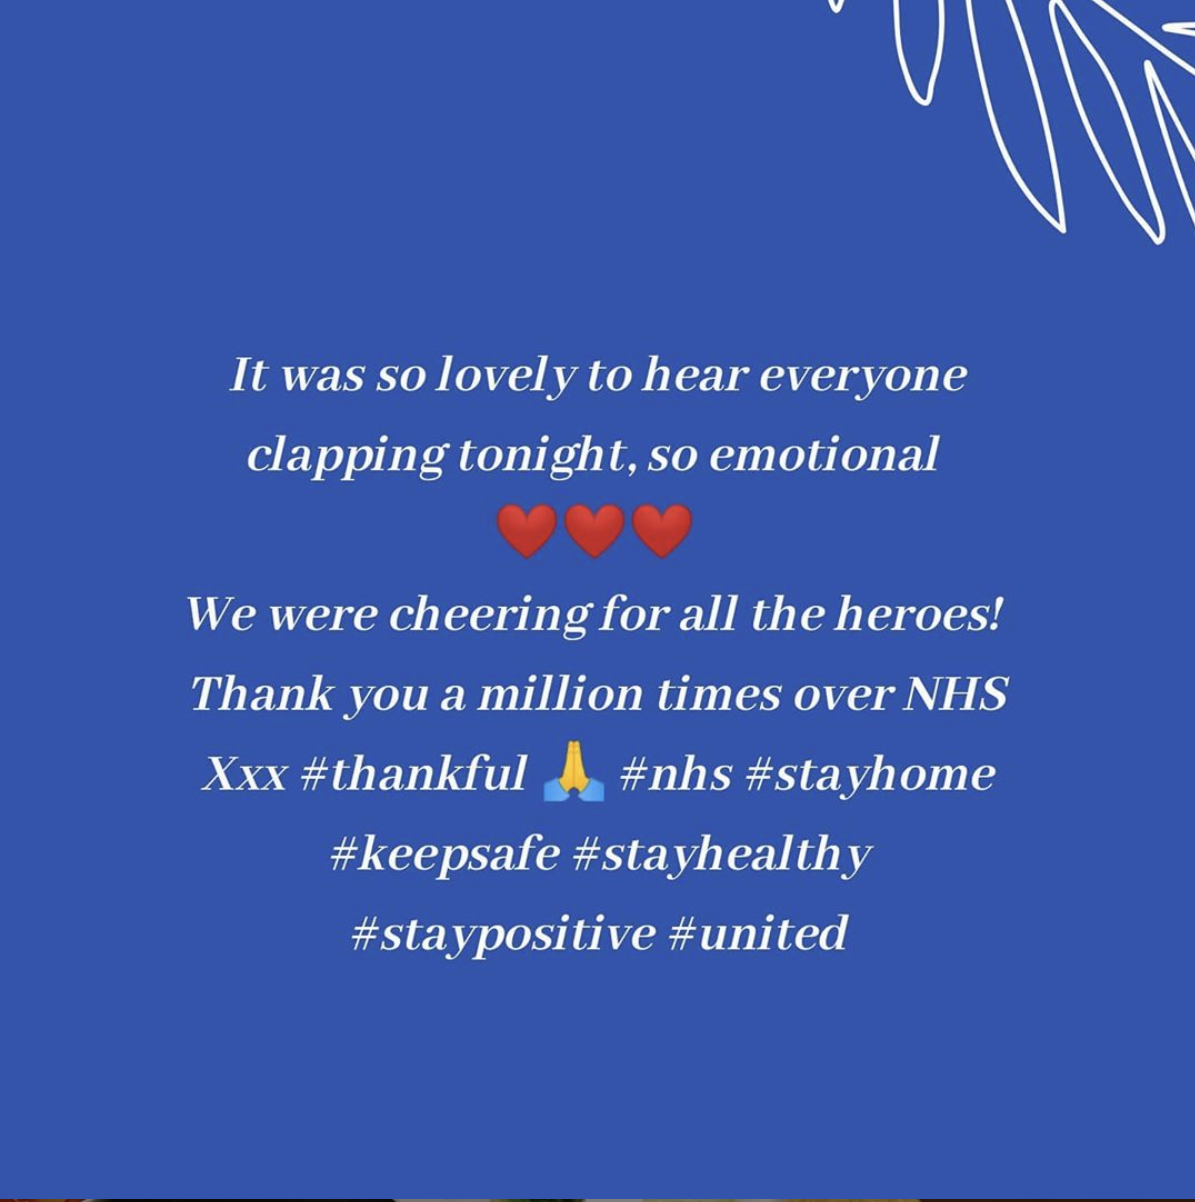 It was so lovely to hear everyone
clapping tonight, so emotional
❤️❤️❤️
We were cheering for all the heroes!
Thank you a million times over NHS
Xxx #thankful 🙏 #nhs #stayhome
#keepsafe #stayhealthy
#staypositive #united